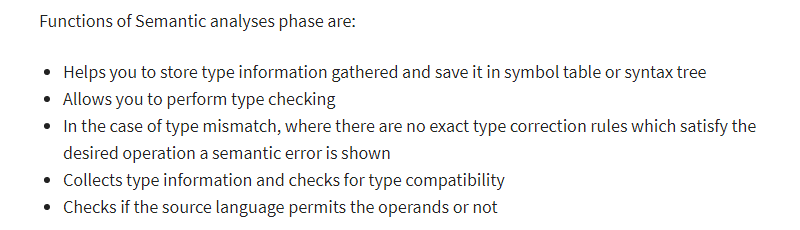 Functions of Semantic analyses phase are:
• Helps you to store type information gathered and save it in symbol table or syntax tree
• Allows you to perform type checking
• In the case of type mismatch, where there are no exact type correction rules which satisfy the
desired operation a semantic error is shown
• Collects type information and checks for type compatibility
• Checks if the source language permits the operands or not